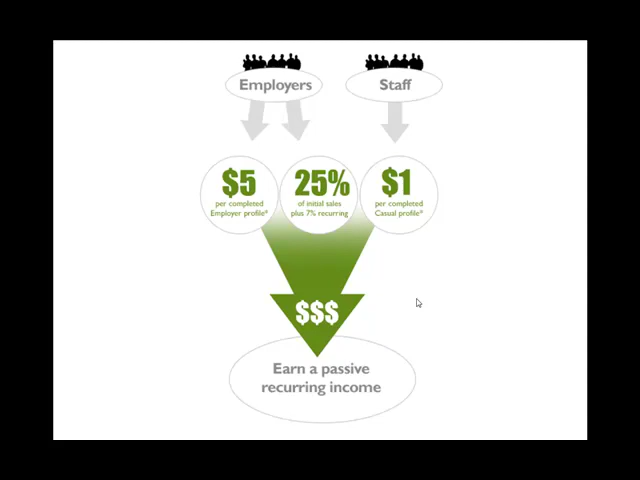 Employers
Staff
$5
per completed
Employer profile*
25%
of initial sales
plus 7% recurring
$1
per completed
Casual profile*
$$$
Earn a passive
recurring income